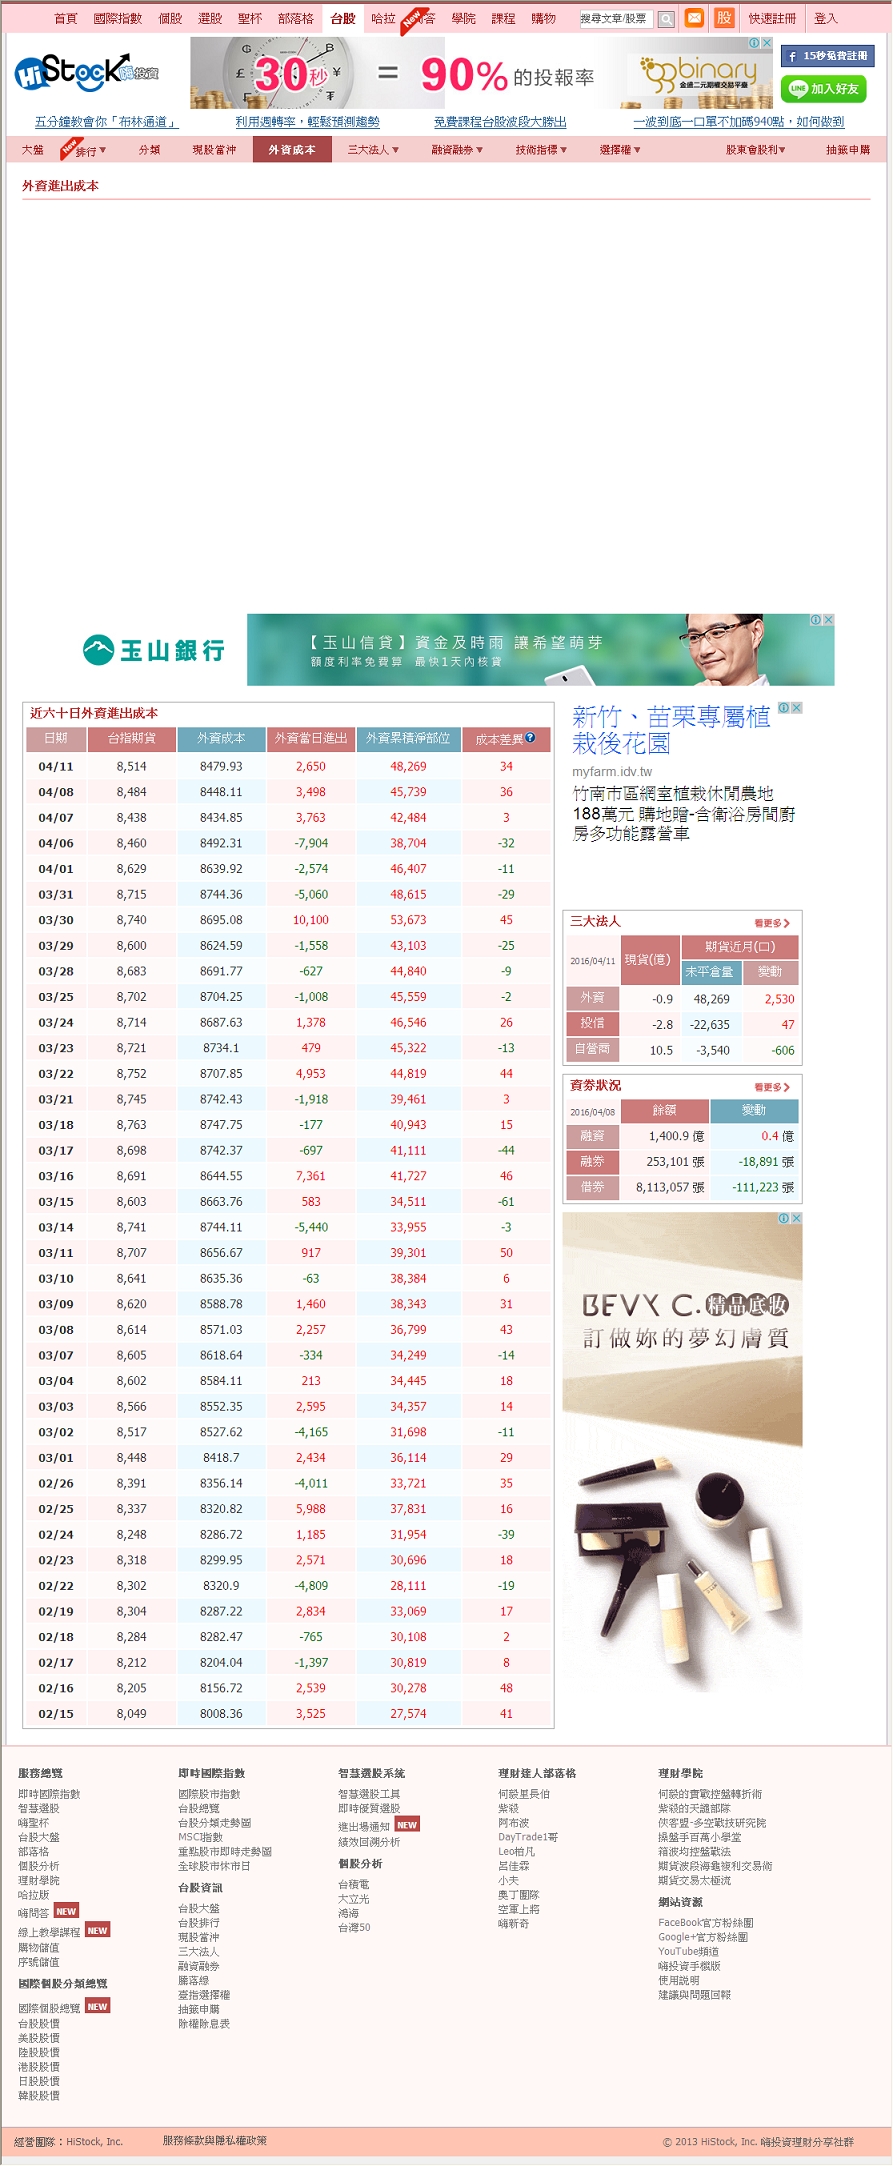 首頁 國際指數 個股 選股 聖杯 部落格 台股 哈拉 New 答 學院 課程 購物 搜尋文章/股票 股 快速註冊 登入
HiStock 嗨投資
30秒 = 90%的投報率
binary 金道二元期權交易平臺
f 15秒免費註冊
LINE 加入好友
五分鐘教會你「布林通道」 利用週轉率，輕鬆預測趨勢 免費課程台股波段大勝出 一波到底一口單不加碼940點，如何做到
大盤 New 排行▼ 分類 現股當沖 外資成本 三大法人▼ 融資融券▼ 技術指標▼ 選擇權▼ 股東會股利▼ 抽籤申購
外資進出成本
玉山銀行
【玉山信貸】資金及時雨 讓希望萌芽
額度利率免費算 最快1天內核貸
近六十日外資進出成本
日期 台指期貨 外資成本 外資當日進出 外資累積淨部位 成本差異?
04/11 8,514 8479.93 2,650 48,269 34
04/08 8,484 8448.11 3,498 45,739 36
04/07 8,438 8434.85 3,763 42,484 3
04/06 8,460 8492.31 -7,904 38,704 -32
04/01 8,629 8639.92 -2,574 46,407 -11
03/31 8,715 8744.36 -5,060 48,615 -29
03/30 8,740 8695.08 10,100 53,673 45
03/29 8,600 8624.59 -1,558 43,103 -25
03/28 8,683 8691.77 -627 44,840 -9
03/25 8,702 8704.25 -1,008 45,559 -2
03/24 8,714 8687.63 1,378 46,546 26
03/23 8,721 8734.1 479 45,322 -13
03/22 8,752 8707.85 4,953 44,819 44
03/21 8,745 8742.43 -1,918 39,461 3
03/18 8,763 8747.75 -177 40,943 15
03/17 8,698 8742.37 -697 41,111 -44
03/16 8,691 8644.55 7,361 41,727 46
03/15 8,603 8663.76 583 34,511 -61
03/14 8,741 8744.11 -5,440 33,955 -3
03/11 8,707 8656.67 917 39,301 50
03/10 8,641 8635.36 -63 38,384 6
03/09 8,620 8588.78 1,460 38,343 31
03/08 8,614 8571.03 2,257 36,799 43
03/07 8,605 8618.64 -334 34,249 -14
03/04 8,602 8584.11 213 34,445 18
03/03 8,566 8552.35 2,595 34,357 14
03/02 8,517 8527.62 -4,165 31,698 -11
03/01 8,448 8418.7 2,434 36,114 29
02/26 8,391 8356.14 -4,011 33,721 35
02/25 8,337 8320.82 5,988 37,831 16
02/24 8,248 8286.72 1,185 31,954 -39
02/23 8,318 8299.95 2,571 30,696 18
02/22 8,302 8320.9 -4,809 28,111 -19
02/19 8,304 8287.22 2,834 33,069 17
02/18 8,284 8282.47 -765 30,108 2
02/17 8,212 8204.04 -1,397 30,819 8
02/16 8,205 8156.72 2,539 30,278 48
02/15 8,049 8008.36 3,525 27,574 41
新竹、苗栗專屬植
栽後花園
myfarm.idv.tw
竹南市區網室植栽休閒農地
188萬元 購地贈-含衛浴房間廚
房多功能露營車
三大法人 看更多
2016/04/11 現貨(億) 期貨近月(口)
未平倉量 變動
外資 -0.9 48,269 2,530
投信 -2.8 -22,635 47
自營商 10.5 -3,540 -606
資券狀況 看更多
2016/04/08 餘額 變動
融資 1,400.9 億 0.4 億
融券 253,101 張 -18,891 張
借券 8,113,057 張 -111,223 張
BEVY C. 精品底妝
訂做妳的夢幻膚質
服務總覽
即時國際指數
智慧選股
嗨聖杯
台股大盤
部落格
個股分析
理財學院
哈拉版
嗨問答 NEW
線上教學課程 NEW
購物儲值
序號儲值
國際個股分類總覽
國際個股總覽 NEW
台股股價
美股股價
陸股股價
港股股價
日股股價
韓股股價
即時國際指數
國際股市指數
台股總覽
台股分類走勢圖
MSCI指數
重點股市即時走勢圖
全球股市休市日
台股資訊
台股大盤
台股排行
現股當沖
三大法人
融資融券
騰落線
臺指選擇權
抽籤申購
除權除息表
智慧選股系統
智慧選股工具
即時優質選股
進出場通知 NEW
績效回溯分析
個股分析
台積電
大立光
鴻海
台灣50
理財達人部落格
何毅里長伯
紫殺
阿布波
DayTrade1哥
Leo柏凡
呂佳霖
小夫
奧丁團隊
空軍上將
嗨新奇
理財學院
何毅的實戰控盤轉折術
紫殺的天譴部隊
俠客盟-多空戰技研究院
操盤手百萬小學堂
箱波均控盤戰法
期貨波段海龜複利交易術
期貨交易太極流
網站資源
FaceBook官方粉絲團
Google+官方粉絲團
YouTube頻道
嗨投資手機版
使用說明
建議與問題回報
經營團隊：HiStock, Inc. 服務條款與隱私權政策 © 2013 HiStock, Inc. 嗨投資理財分享社群